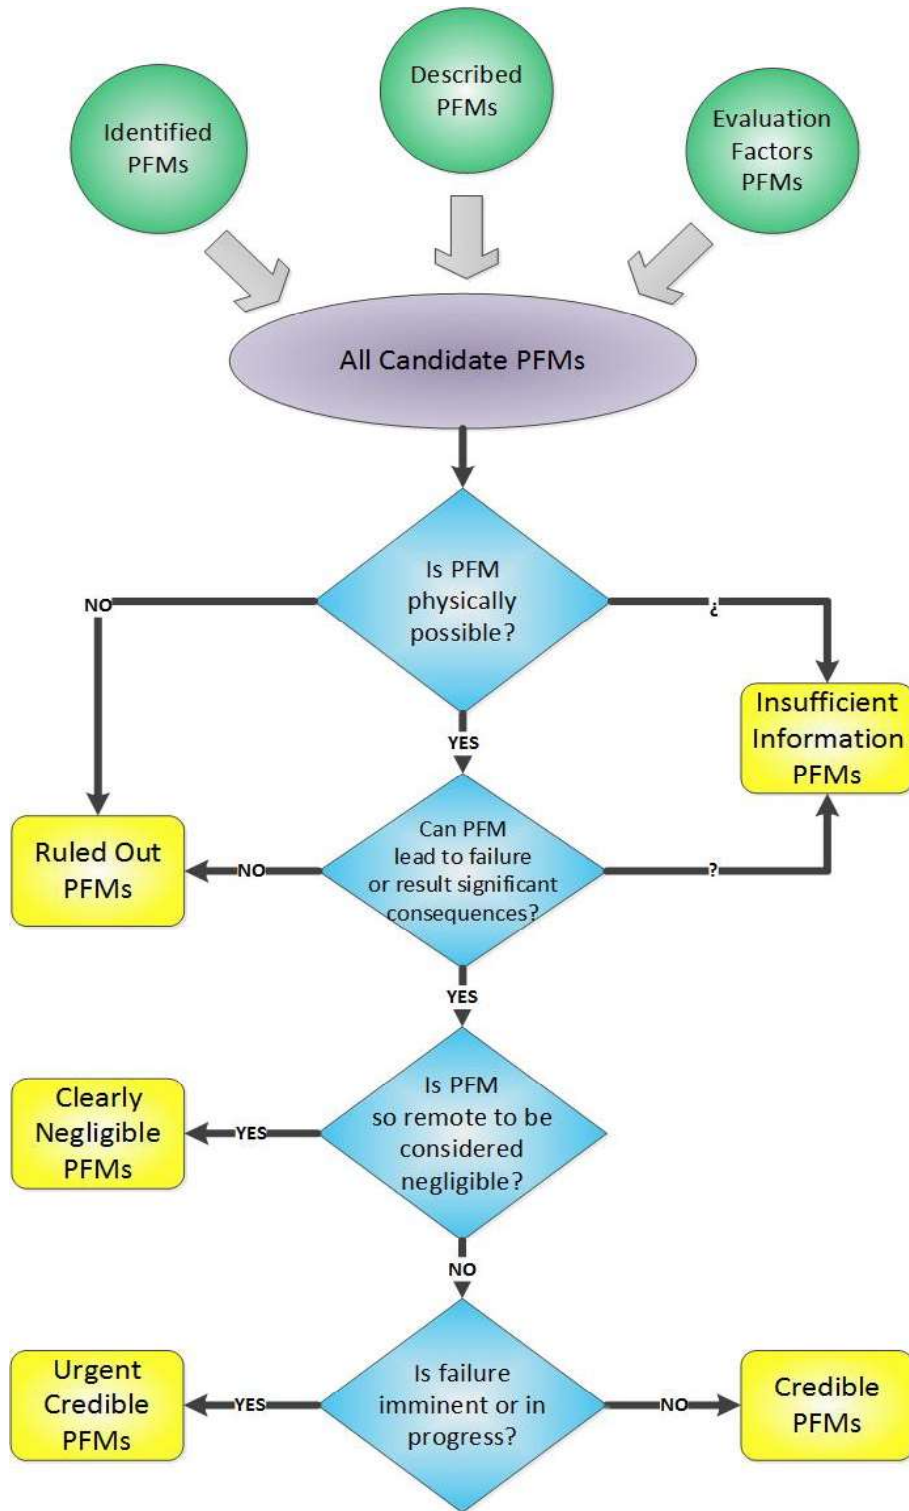 Described
PFMs
Identified
PFMs
Evaluation
Factors
PFMs
All Candidate PFMs
Is PFM
physically
possible?
NO
¿
Insufficient
Information
PFMs
YES
Can PFM
lead to failure
or result significant
consequences?
Ruled Out
PFMs
NO
?
YES
Is PFM
so remote to be
considered
negligible?
Clearly
Negligible
PFMs
YES
NO
Is failure
imminent or in
progress?
Urgent
Credible
PFMs
YES
NO
Credible
PFMs